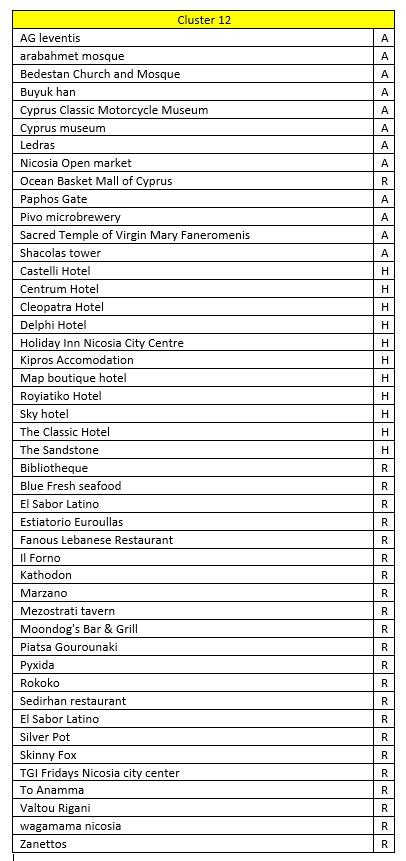 Cluster 12
AG leventis A
arabahmet mosque A
Bedestan Church and Mosque A
Buyuk han A
Cyprus Classic Motorcycle Museum A
Cyprus museum A
Ledras A
Nicosia Open market A
Ocean Basket Mall of Cyprus R
Paphos Gate A
Pivo microbrewery A
Sacred Temple of Virgin Mary Faneromenis A
Shacolas tower A
Castelli Hotel H
Centrum Hotel H
Cleopatra Hotel H
Delphi Hotel H
Holiday Inn Nicosia City Centre H
Kipros Accomodation H
Map boutique hotel H
Royiatiko Hotel H
Sky hotel H
The Classic Hotel H
The Sandstone H
Bibliotheque R
Blue Fresh seafood R
El Sabor Latino R
Estiatorio Euroullas R
Fanous Lebanese Restaurant R
Il Forno R
Kathodon R
Marzano R
Mezostrati tavern R
Moondog's Bar & Grill R
Piatsa Gourounaki R
Pyxida R
Rokoko R
Sedirhan restaurant R
El Sabor Latino R
Silver Pot R
Skinny Fox R
TGI Fridays Nicosia city center R
To Anamma R
Valtou Rigani R
wagamama nicosia R
Zanettos R